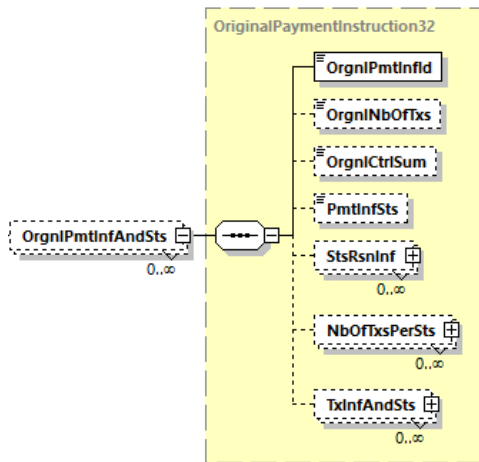 OriginalPaymentInstruction32
OrgnlPmtInfId
OrgnlNbOfTxs
OrgnlCtrlSum
PmtInfSts
OrgnlPmtInfAndSts
0..∞
StsRsnInf
0..∞
NbOfTxsPerSts
0..∞
TxInfAndSts
0..∞